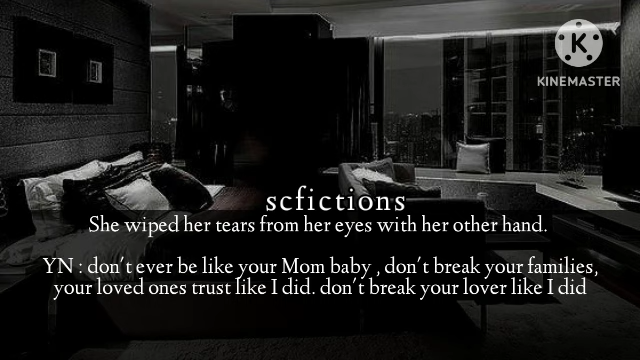 KINEMASTER
scfictions
She wiped her tears from her eyes with her other hand.
YN : don't ever be like your Mom baby , don't break your families,
your loved ones trust like I did. don't break your lover like I did